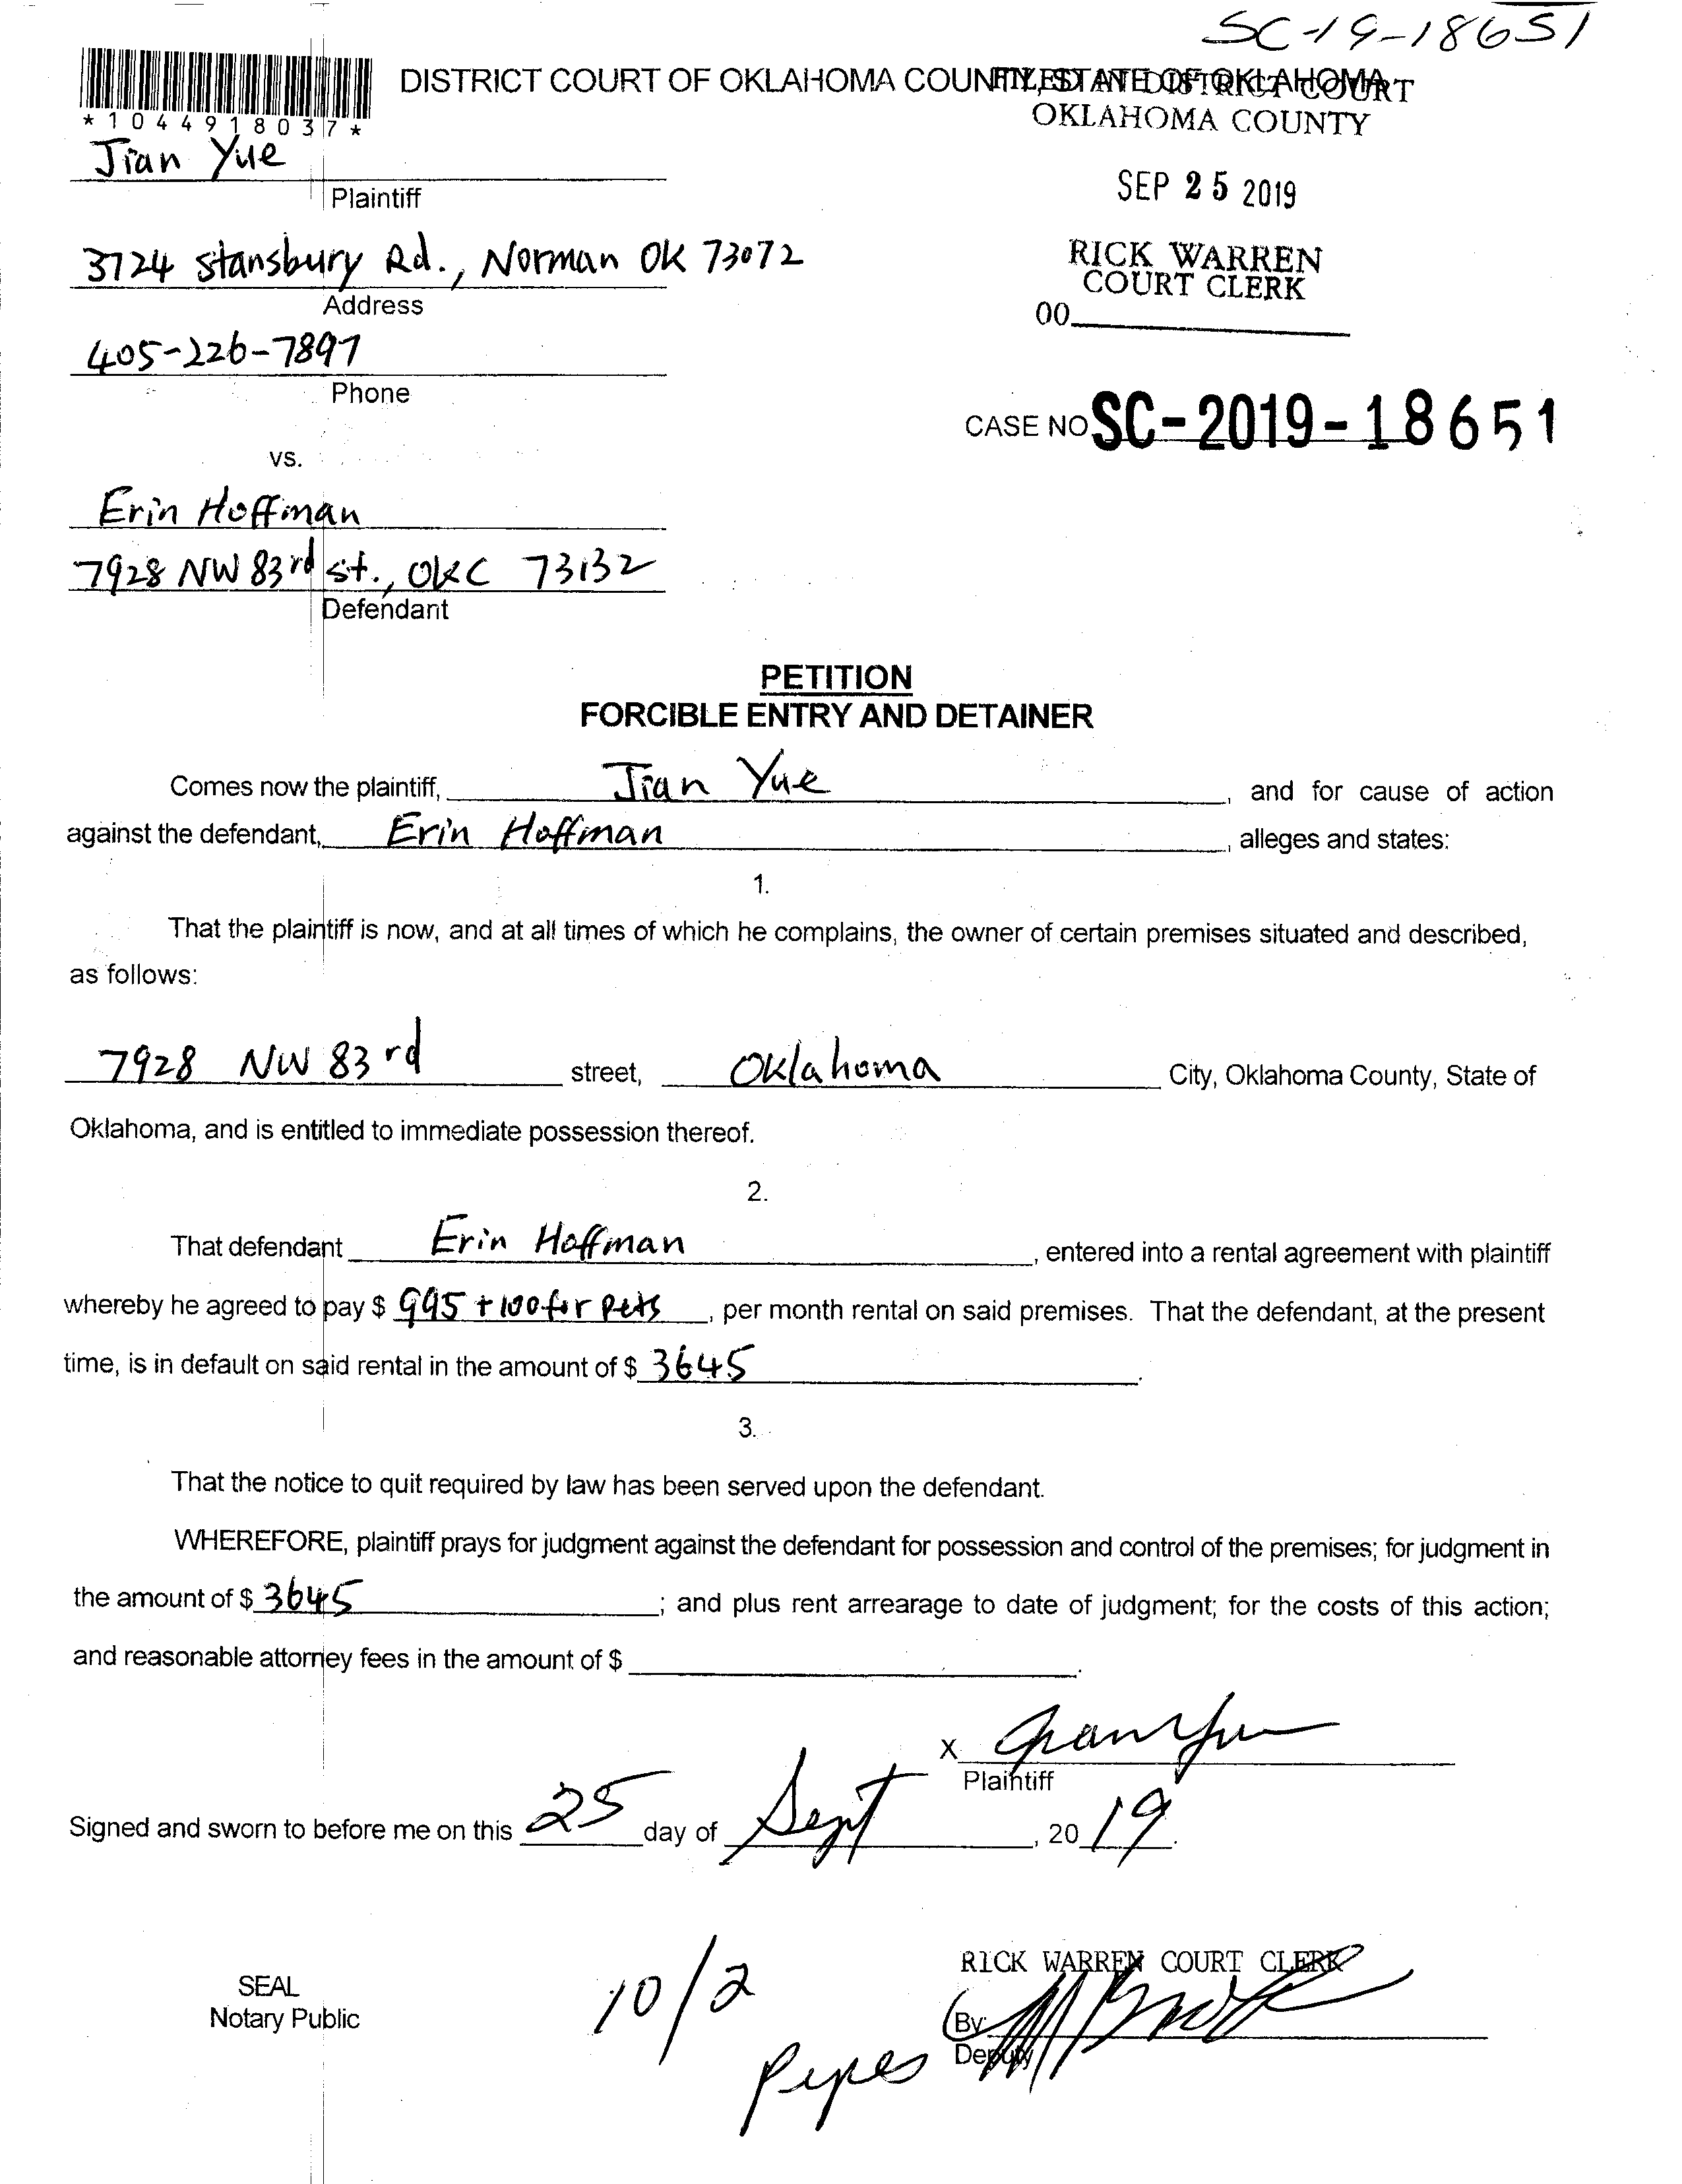 SC-19-18651
DISTRICT COURT OF OKLAHOMA COUNTY, STATE OF OKLAHOMA
FILED IN DISTRICT COURT
OKLAHOMA COUNTY
*1044918037*
Jian Yue
Plaintiff
SEP 25 2019
3724 Stansbury Rd., Norman OK 73072
Address
RICK WARREN
COURT CLERK
00
405-226-7897
Phone
CASE NO SC-2019-18651
vs.
Erin Hoffman
7928 NW 83rd st., OKC 73132
Defendant
PETITION
FORCIBLE ENTRY AND DETAINER
Comes now the plaintiff, Jian Yue, and for cause of action
against the defendant, Erin Hoffman, alleges and states:
1.
That the plaintiff is now, and at all times of which he complains, the owner of certain premises situated and described,
as follows:
7928 NW 83rd street, Oklahoma City, Oklahoma County, State of
Oklahoma, and is entitled to immediate possession thereof.
2.
That defendant Erin Hoffman, entered into a rental agreement with plaintiff
whereby he agreed to pay $ 995 + 100 for pets, per month rental on said premises. That the defendant, at the present
time, is in default on said rental in the amount of $ 3645.
3.
That the notice to quit required by law has been served upon the defendant.
WHEREFORE, plaintiff prays for judgment against the defendant for possession and control of the premises; for judgment in
the amount of $ 3645; and plus rent arrearage to date of judgment; for the costs of this action;
and reasonable attorney fees in the amount of $ .
X Jian Yue
Plaintiff
Signed and sworn to before me on this 25 day of Sept, 2019.
RICK WARREN COURT CLERK
SEAL
Notary Public
10/2
By:
Deputy
Pipes